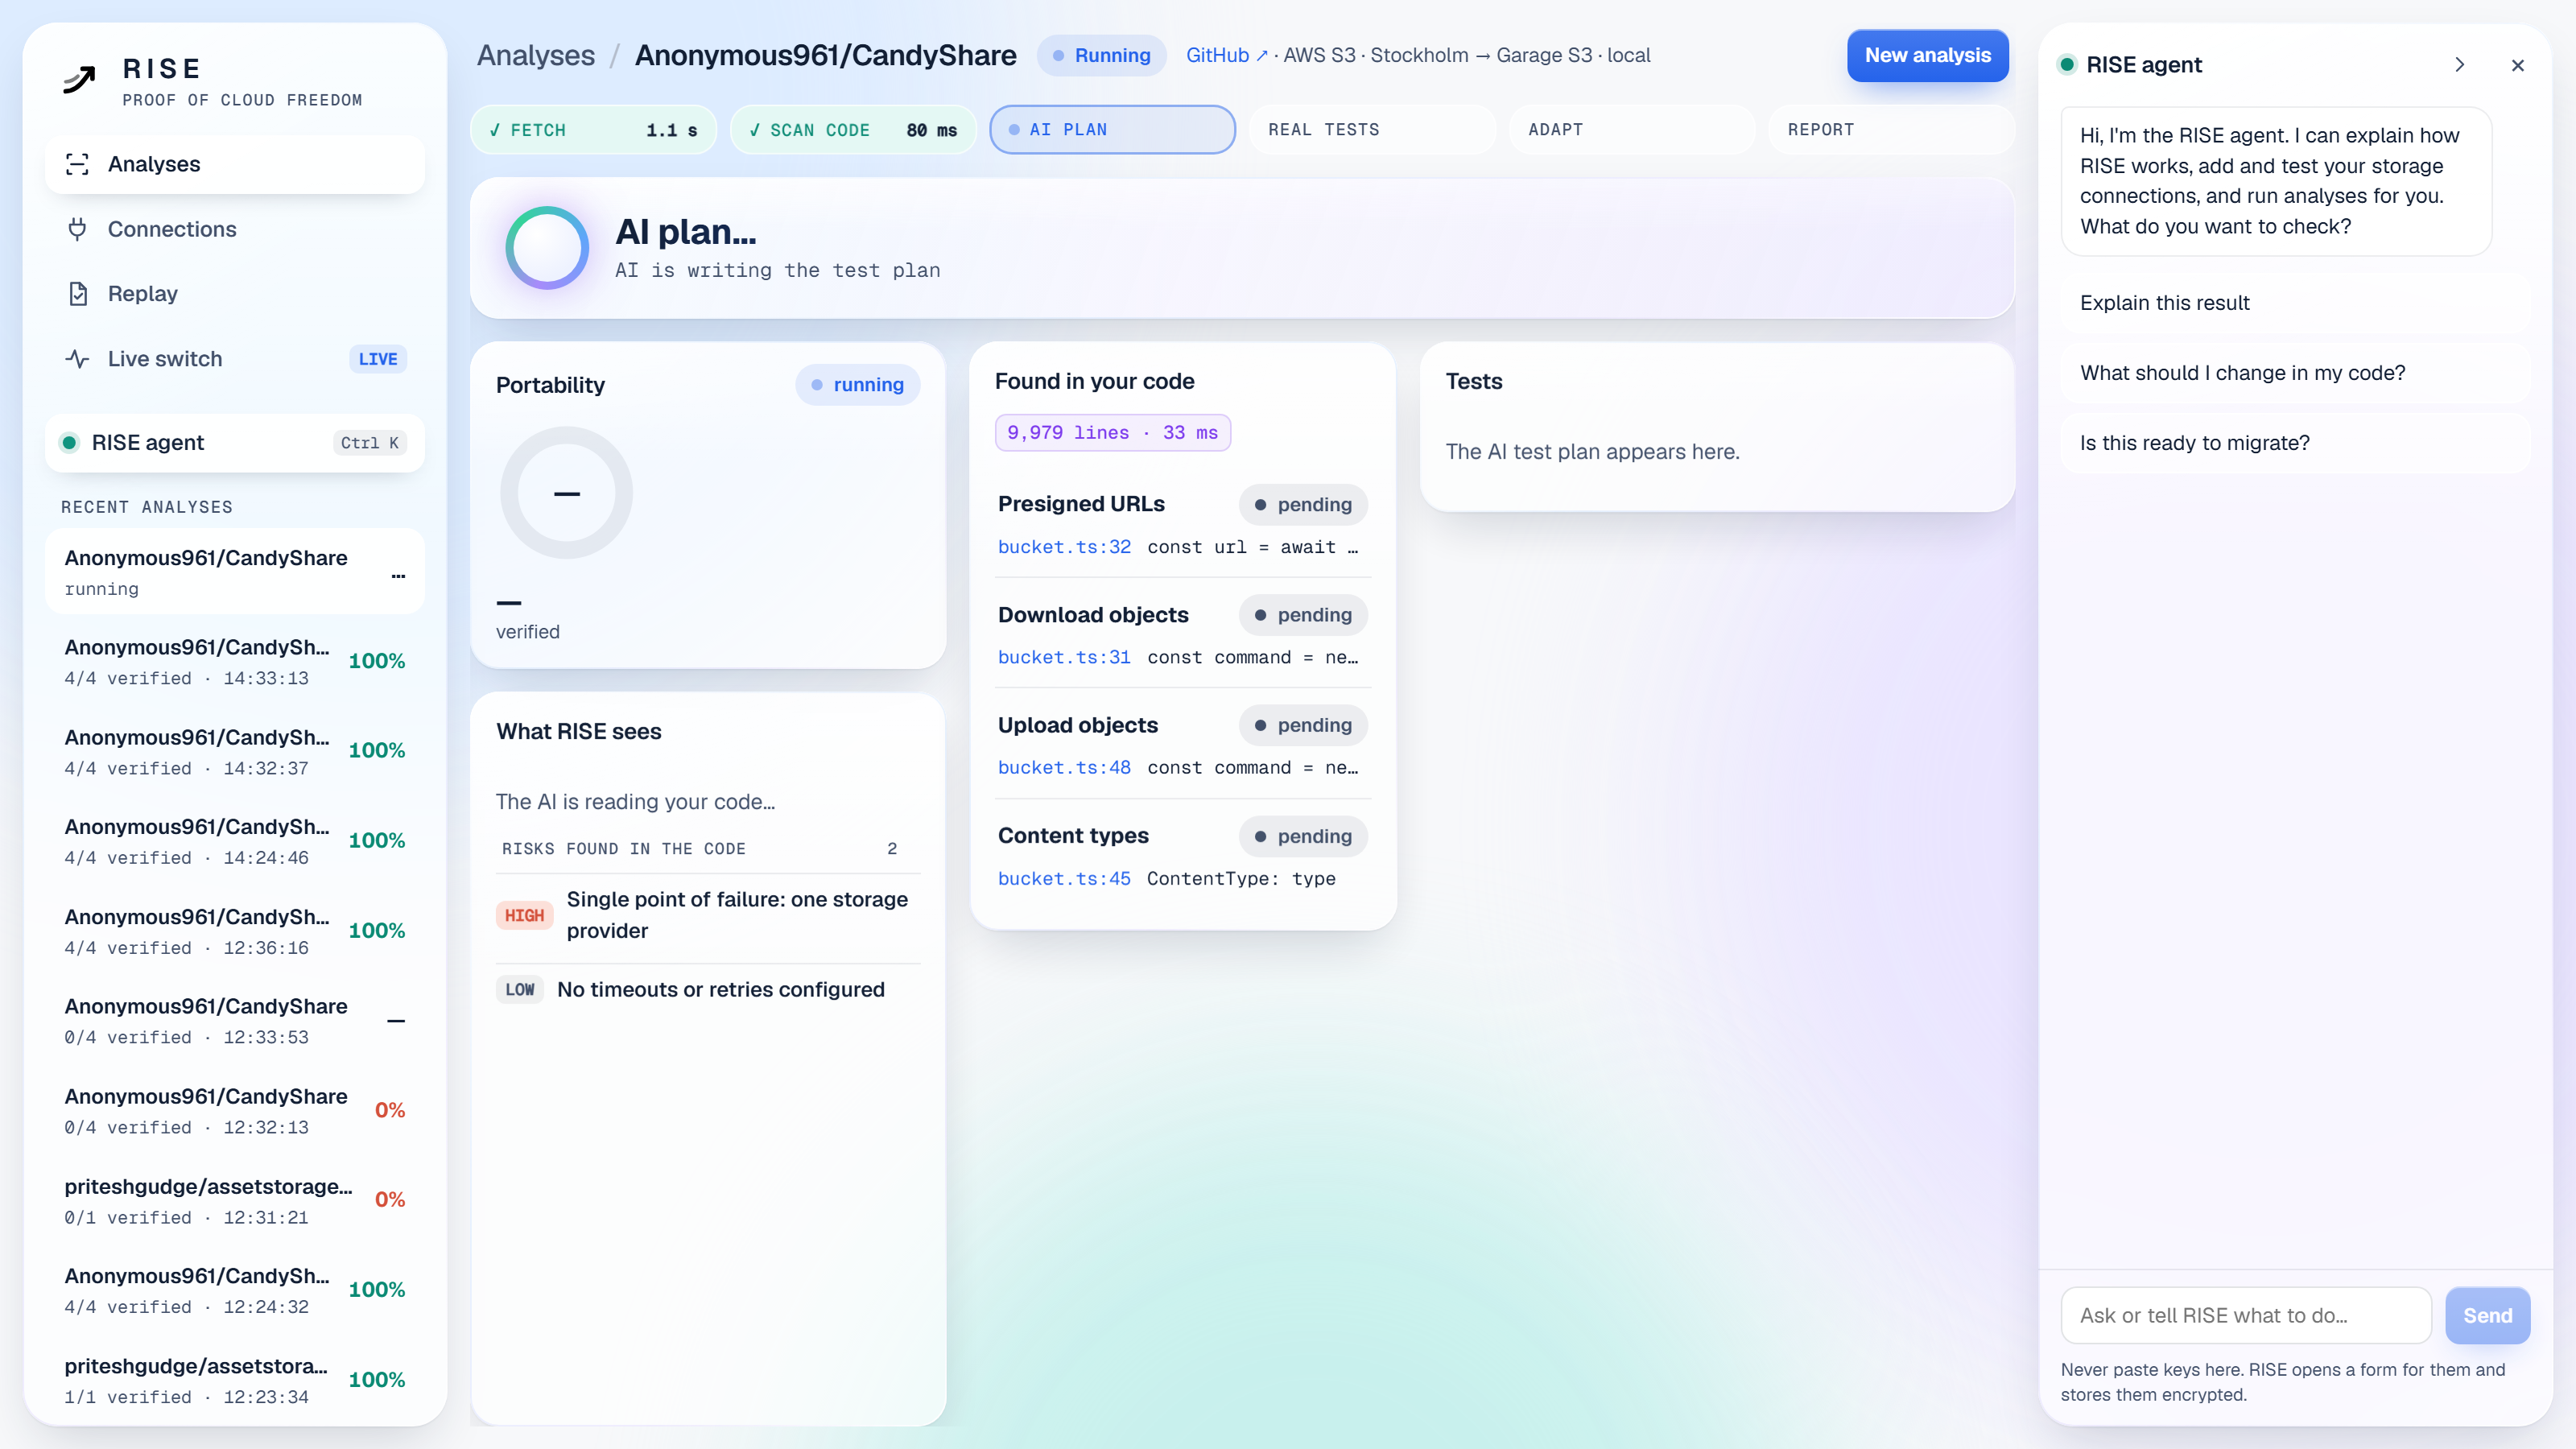 RISE
PROOF OF CLOUD FREEDOM
Analyses
Connections
Replay
Live switch LIVE
RISE agent Ctrl K
RECENT ANALYSES
Anonymous961/CandyShare …
running
Anonymous961/CandySh… 100%
4/4 verified · 14:33:13
Anonymous961/CandySh… 100%
4/4 verified · 14:32:37
Anonymous961/CandySh… 100%
4/4 verified · 14:24:46
Anonymous961/CandySh… 100%
4/4 verified · 12:36:16
Anonymous961/CandyShare —
0/4 verified · 12:33:53
Anonymous961/CandyShare 0%
0/4 verified · 12:32:13
priteshgudge/assetstorage… 0%
0/1 verified · 12:31:21
Anonymous961/CandySh… 100%
4/4 verified · 12:24:32
priteshgudge/assetstora… 100%
1/1 verified · 12:23:34
Analyses / Anonymous961/CandyShare Running GitHub ↗ · AWS S3 · Stockholm → Garage S3 · local New analysis
✓ FETCH 1.1 s ✓ SCAN CODE 80 ms AI PLAN REAL TESTS ADAPT REPORT
AI plan…
AI is writing the test plan
Portability running
—
—
verified
What RISE sees
The AI is reading your code…
RISKS FOUND IN THE CODE 2
HIGH Single point of failure: one storage
provider
LOW No timeouts or retries configured
Found in your code
9,979 lines · 33 ms
Presigned URLs pending
bucket.ts:32 const url = await …
Download objects pending
bucket.ts:31 const command = ne…
Upload objects pending
bucket.ts:48 const command = ne…
Content types pending
bucket.ts:45 ContentType: type
Tests
The AI test plan appears here.
RISE agent
Hi, I'm the RISE agent. I can explain how
RISE works, add and test your storage
connections, and run analyses for you.
What do you want to check?
Explain this result
What should I change in my code?
Is this ready to migrate?
Ask or tell RISE what to do… Send
Never paste keys here. RISE opens a form for them and
stores them encrypted.